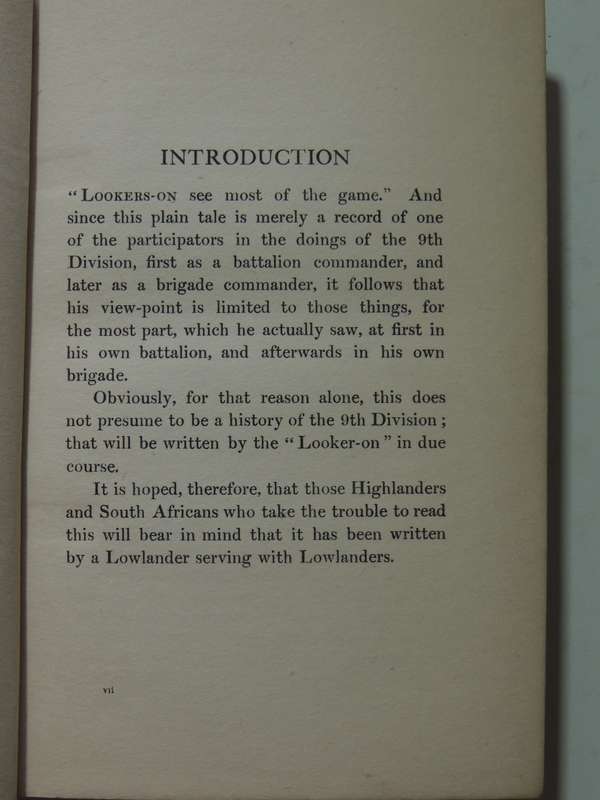 INTRODUCTION
“LOOKERS-ON see most of the game.” And
since this plain tale is merely a record of one
of the participators in the doings of the 9th
Division, first as a battalion commander, and
later as a brigade commander, it follows that
his view-point is limited to those things, for
the most part, which he actually saw, at first in
his own battalion, and afterwards in his own
brigade.
Obviously, for that reason alone, this does
not presume to be a history of the 9th Division ;
that will be written by the “ Looker-on ” in due
course.
It is hoped, therefore, that those Highlanders
and South Africans who take the trouble to read
this will bear in mind that it has been written
by a Lowlander serving with Lowlanders.
vii